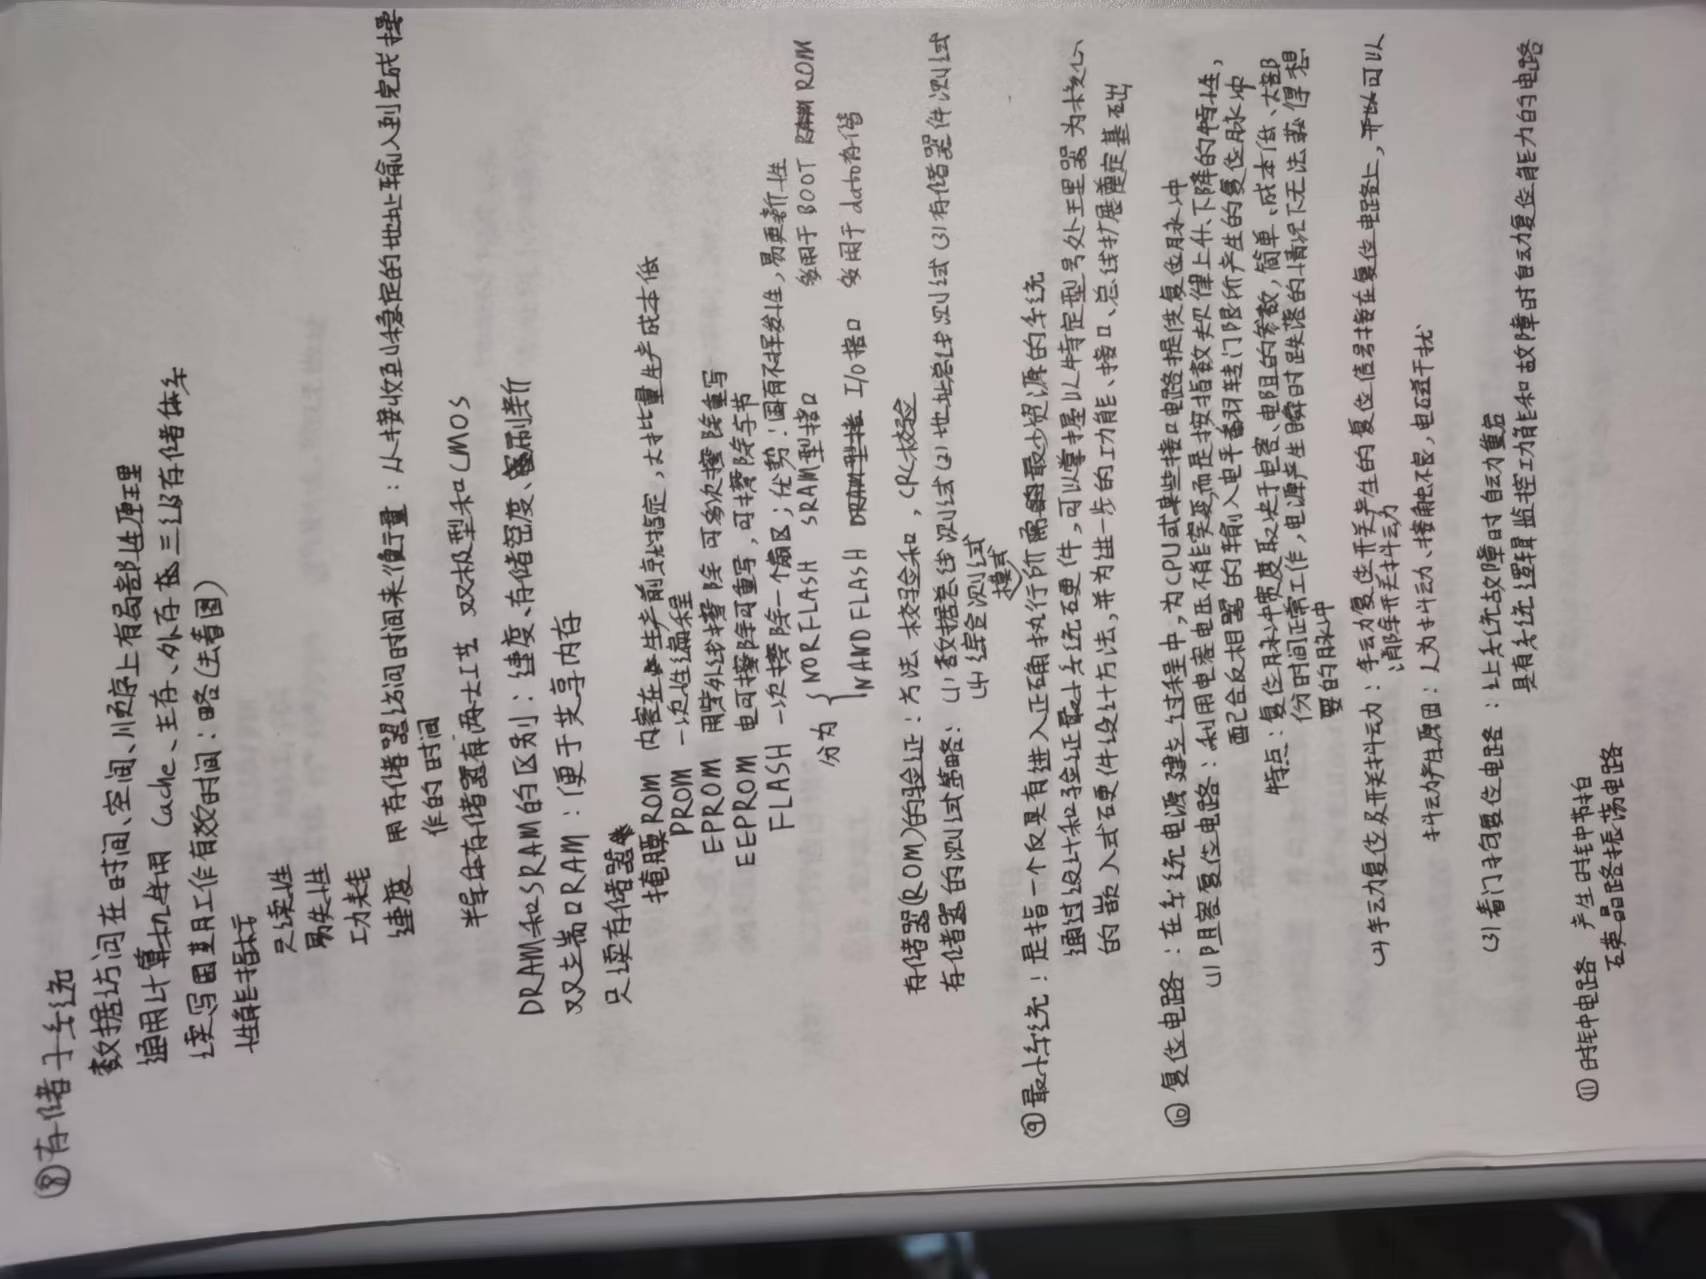 ⑧存储子系统
数据访问在时间、空间、顺序上有局部性原理
通用计算机使用 Cache、主存、外存三级存储体系
读写周期工作有效时间：略(去看图)
性能指标
只读性
易失性
功耗
速度 用存储器访问时间来衡量：从接收到稳定的地址输入到完成操
作的时间
半导体存储器有两大工艺 双极型和CMOS
DRAM和SRAM的区别：速度、存储密度、刷新
双端口RAM：便于共享内存
只读存储器
掩膜ROM 内容在生产前就指定，大批量生产成本低
PROM 一次性编程
EPROM 用紫外线擦除 可多次擦除重写
EEPROM 电可擦除可重写，可擦除字节
FLASH 一次擦除一个扇区；优势：固有不挥发性，易更新性
分为 { NORFLASH SRAM型接口 多用于 BOOT ROM
NANDFLASH I/O接口 多用于data存储
存储器(ROM)的验证：方法 校验和，CRC校验
存储器的测试策略：(1)数据总线测试(2)地址总线测试(3)存储器件测试
(4)综合测试
模式
⑨最小系统：是指一个仅具有进入正确执行所需的最少资源的系统
通过设计和验证最小系统硬件，可以掌握以特定型号处理器为核心
的嵌入式硬件设计方法，并为进一步的功能、接口、总线扩展奠定基础
⑩复位电路：在系统电源建立过程中，为CPU或某些接口电路提供复位脉冲
(1)阻容复位电路：利用电容电压不能突变而是按指数规律上升、下降的特性，
配合反相器的输入电平翻转门限所产生的复位脉冲
特点：复位脉冲宽度取决于电容、电阻的参数，简单、成本低、大部
份时间正常工作，电源产生瞬时跌落的情况下无法获得想
要的脉冲
(2)手动复位及开关抖动：手动复位开关产生的复位信号接在复位电路上，可以
消除开关抖动
抖动产生原因：人为抖动、接触不良，电磁干扰
(3)看门狗复位电路：让系统故障时自动重启
具有系统逻辑监控功能和故障时自动复位能力的电路
⑪时钟电路 产生时钟节拍
石英晶路振荡电路